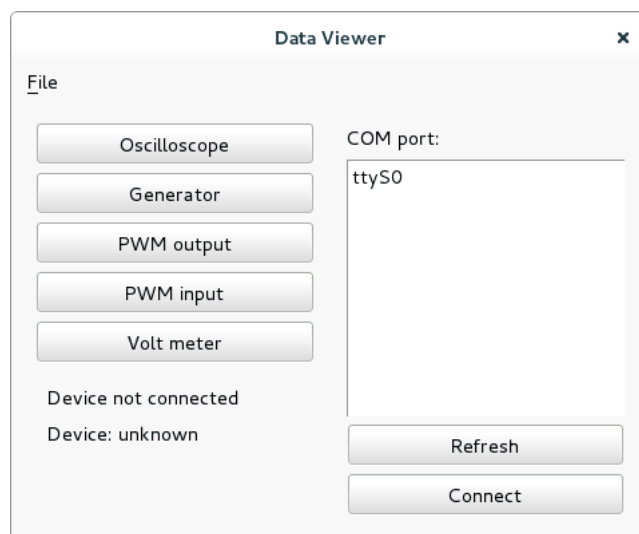 Data Viewer
File
Oscilloscope
Generator
PWM output
PWM input
Volt meter
Device not connected
Device: unknown
COM port:
ttyS0
Refresh
Connect